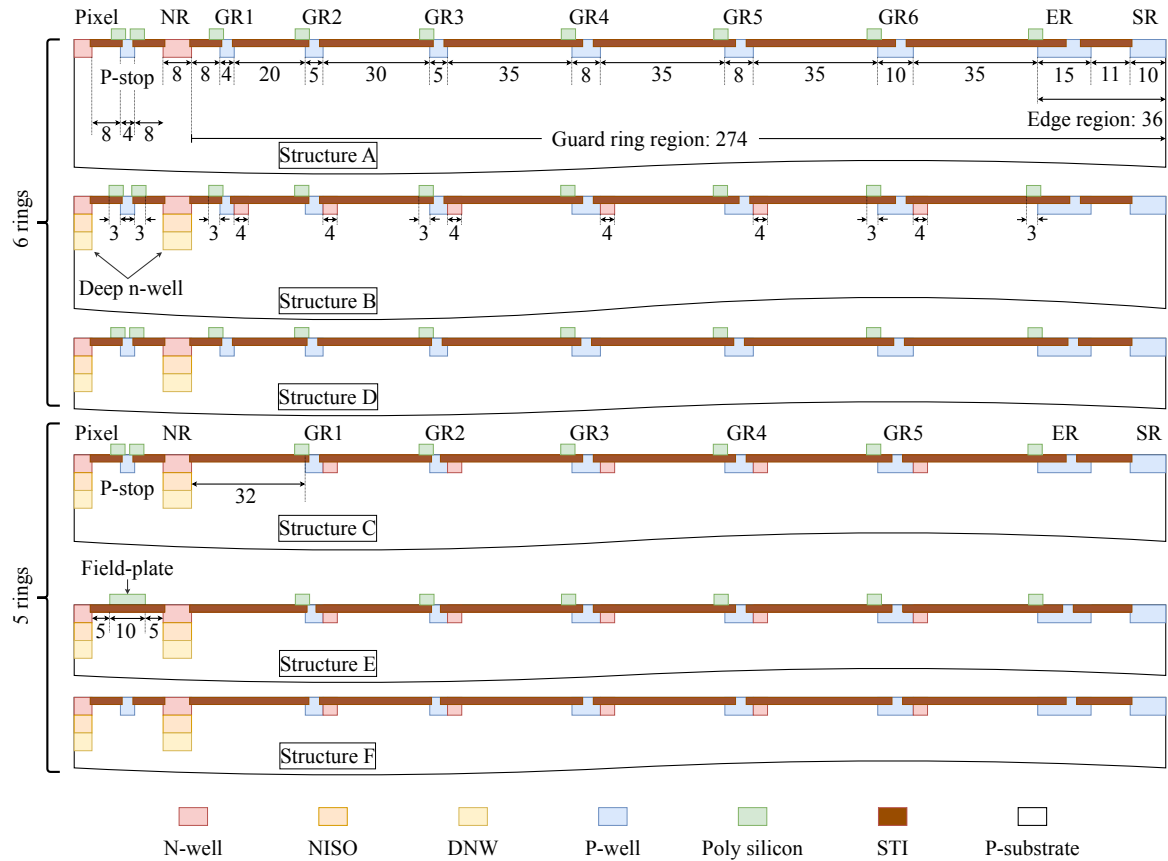 Pixel NR GR1 GR2 GR3 GR4 GR5 GR6 ER SR
P-stop
8 8 4 20 5 30 5 35 8 35 8 35 10 35 15 11 10
Edge region: 36
8 4 8
Guard ring region: 274
Structure A
6 rings
3 3 3 4 4 3 4 4 4 3 4 3
Deep n-well
Structure B
Structure D
Pixel NR GR1 GR2 GR3 GR4 GR5 ER SR
P-stop
32
Structure C
5 rings
Field-plate
5 10 5
Structure E
Structure F
N-well NISO DNW P-well Poly silicon STI P-substrate